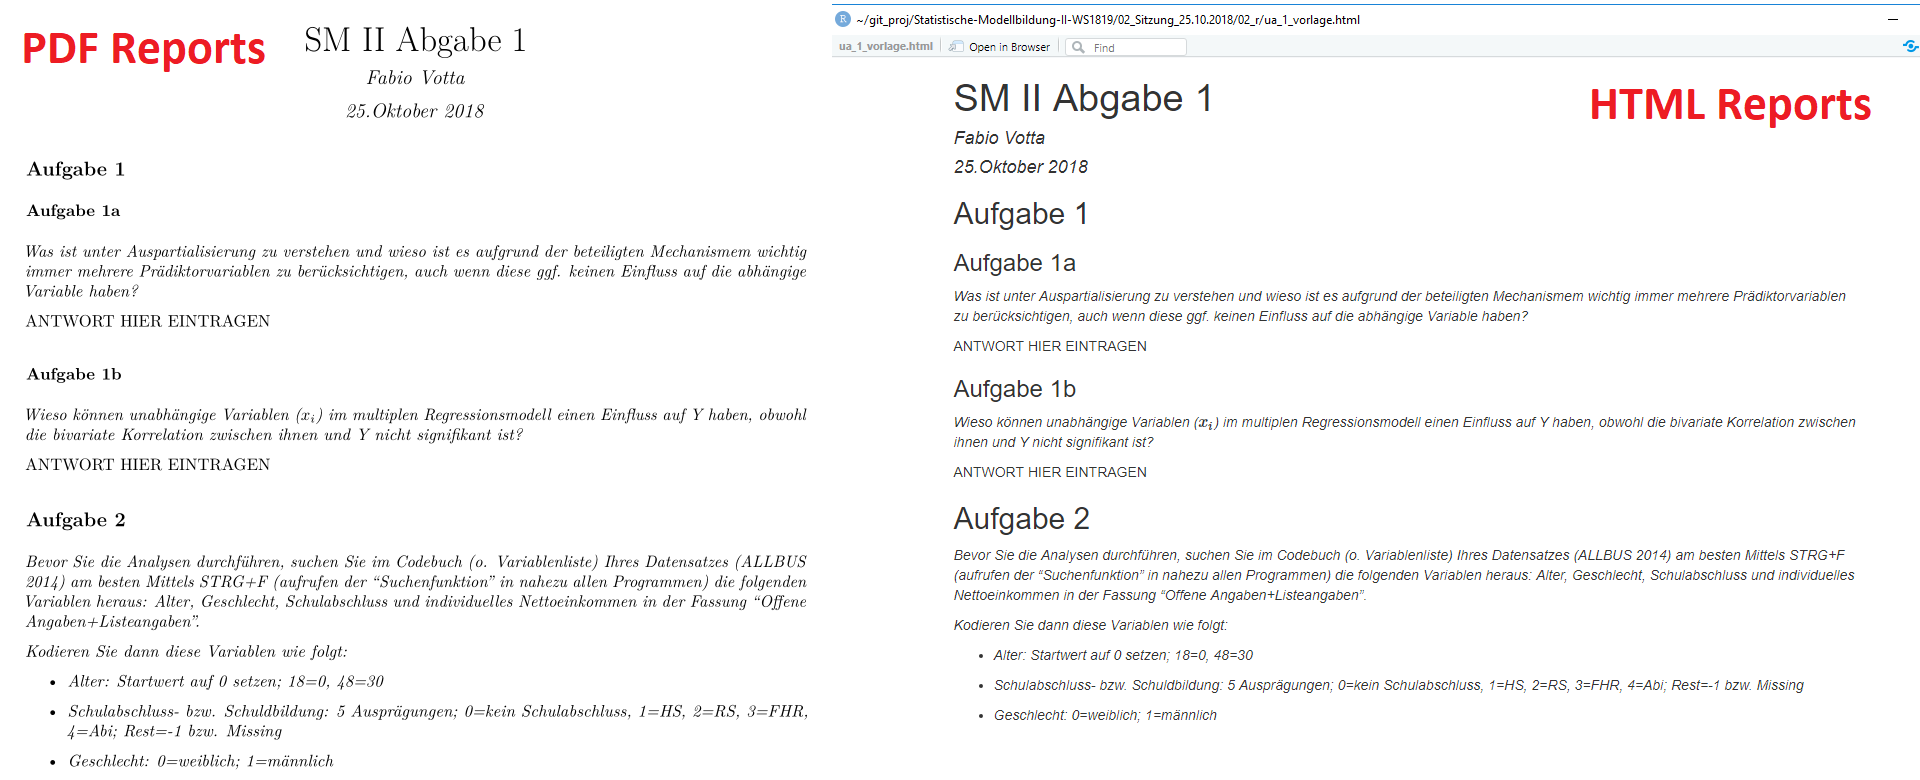 PDF Reports
SM II Abgabe 1
Fabio Votta
25.Oktober 2018
Aufgabe 1
Aufgabe 1a
Was ist unter Auspartialisierung zu verstehen und wieso ist es aufgrund der beteiligten Mechanismem wichtig
immer mehrere Prädiktorvariablen zu berücksichtigen, auch wenn diese ggf. keinen Einfluss auf die abhängige
Variable haben?
ANTWORT HIER EINTRAGEN
Aufgabe 1b
Wieso können unabhängige Variablen (xᵢ) im multiplen Regressionsmodell einen Einfluss auf Y haben, obwohl
die bivariate Korrelation zwischen ihnen und Y nicht signifikant ist?
ANTWORT HIER EINTRAGEN
Aufgabe 2
Bevor Sie die Analysen durchführen, suchen Sie im Codebuch (o. Variablenliste) Ihres Datensatzes (ALLBUS
2014) am besten Mittels STRG+F (aufrufen der “Suchenfunktion” in nahezu allen Programmen) die folgenden
Variablen heraus: Alter, Geschlecht, Schulabschluss und individuelles Nettoeinkommen in der Fassung “Offene
Angaben+Listeangaben”.
Kodieren Sie dann diese Variablen wie folgt:
• Alter: Startwert auf 0 setzen; 18=0, 48=30
• Schulabschluss- bzw. Schuldbildung: 5 Ausprägungen; 0=kein Schulabschluss, 1=HS, 2=RS, 3=FHR,
4=Abi; Rest=-1 bzw. Missing
• Geschlecht: 0=weiblich; 1=männlich
R ~/git_proj/Statistische-Modellbildung-II-WS1819/02_Sitzung_25.10.2018/02_r/ua_1_vorlage.html
ua_1_vorlage.html Open in Browser Find
HTML Reports
SM II Abgabe 1
Fabio Votta
25.Oktober 2018
Aufgabe 1
Aufgabe 1a
Was ist unter Auspartialisierung zu verstehen und wieso ist es aufgrund der beteiligten Mechanismem wichtig immer mehrere Prädiktorvariablen
zu berücksichtigen, auch wenn diese ggf. keinen Einfluss auf die abhängige Variable haben?
ANTWORT HIER EINTRAGEN
Aufgabe 1b
Wieso können unabhängige Variablen (xᵢ) im multiplen Regressionsmodell einen Einfluss auf Y haben, obwohl die bivariate Korrelation zwischen
ihnen und Y nicht signifikant ist?
ANTWORT HIER EINTRAGEN
Aufgabe 2
Bevor Sie die Analysen durchführen, suchen Sie im Codebuch (o. Variablenliste) Ihres Datensatzes (ALLBUS 2014) am besten Mittels STRG+F
(aufrufen der “Suchenfunktion” in nahezu allen Programmen) die folgenden Variablen heraus: Alter, Geschlecht, Schulabschluss und individuelles
Nettoeinkommen in der Fassung “Offene Angaben+Listeangaben”.
Kodieren Sie dann diese Variablen wie folgt:
• Alter: Startwert auf 0 setzen; 18=0, 48=30
• Schulabschluss- bzw. Schuldbildung: 5 Ausprägungen; 0=kein Schulabschluss, 1=HS, 2=RS, 3=FHR, 4=Abi; Rest=-1 bzw. Missing
• Geschlecht: 0=weiblich; 1=männlich